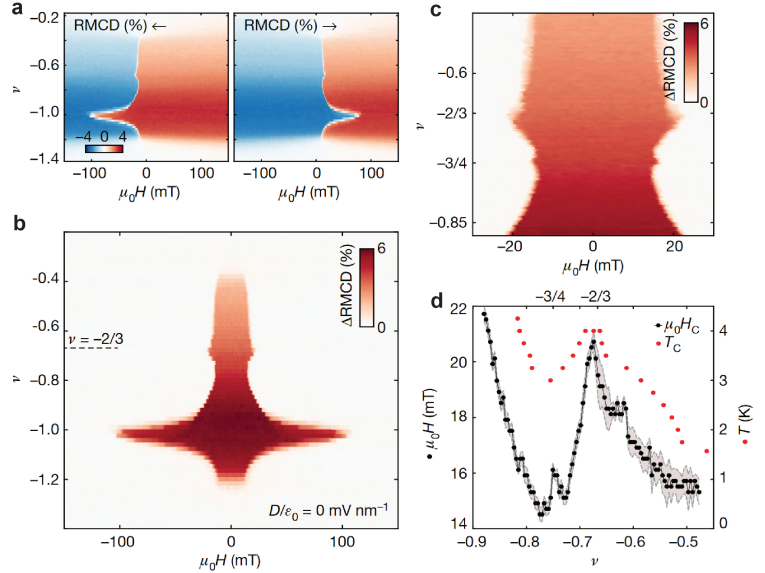 a
RMCD (%) ←
RMCD (%) →
−0.2
−0.6
−1.0
−1.4
ν
−4 0 4
−100 0 100
−100 0 100
μ₀H (mT)
μ₀H (mT)
b
ν = −2/3
−0.4
−0.6
−0.8
−1.0
−1.2
ν
6
0
ΔRMCD (%)
D/ε₀ = 0 mV nm⁻¹
−100 0 100
μ₀H (mT)
c
6
0
ΔRMCD (%)
−0.6
−2/3
−3/4
−0.85
ν
−20 0 20
μ₀H (mT)
d
−3/4 −2/3
μ₀H_C
T_C
22
20
18
16
14
μ₀H (mT)
4
3
2
1
0
T (K)
−0.9 −0.8 −0.7 −0.6 −0.5
ν